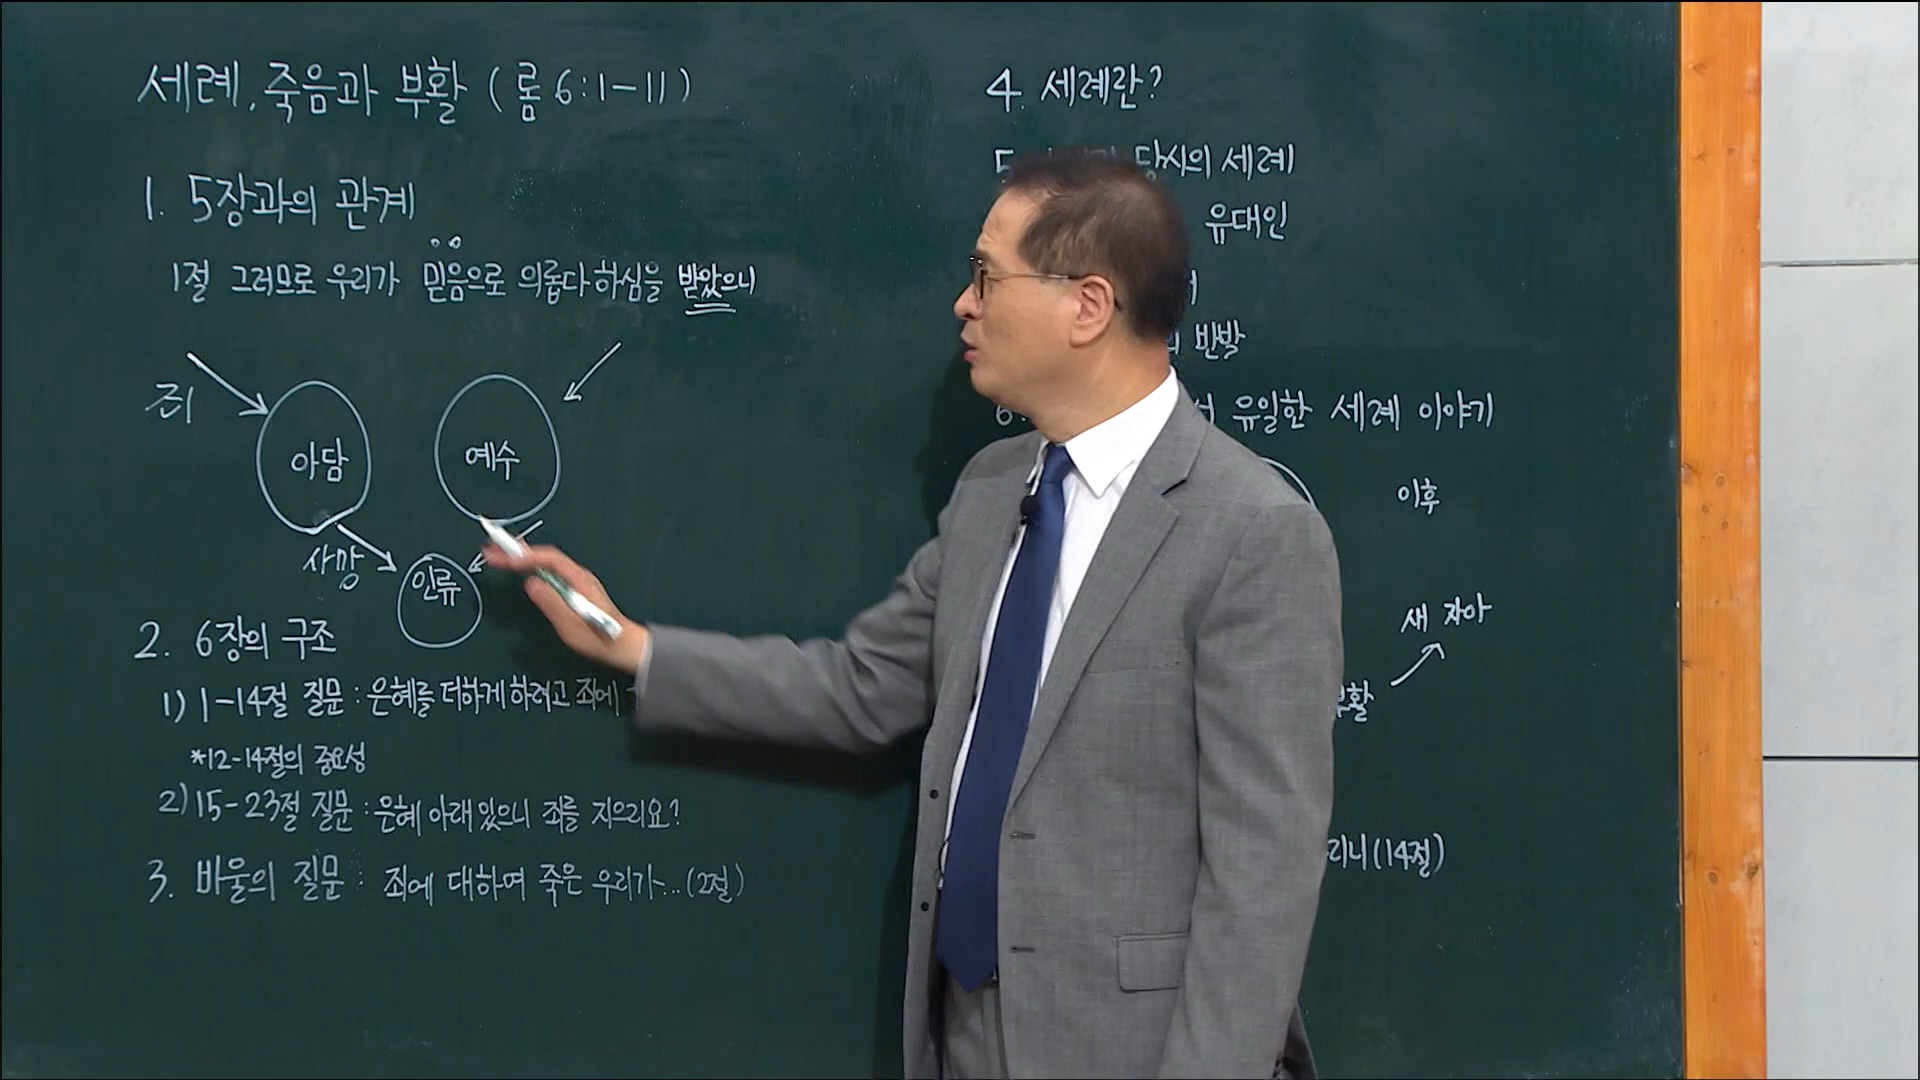 세례, 죽음과 부활 (롬 6:1-11)
1. 5장과의 관계
1절 그러므로 우리가 믿음으로 의롭다 하심을 받았으니
죄
아담
예수
사망
인류
2. 6장의 구조
1) 1-14절 질문 : 은혜를 더하게 하려고 죄에
*12-14절의 중요성
2) 15-23절 질문 : 은혜 아래 있으니 죄를 지으리요?
3. 바울의 질문 : 죄에 대하여 죽은 우리가...(2절)
4. 세례란?
5. 당시의 세례
유대인
반발
6. 유일한 세례 이야기
이후
새 자아
부활
리니(14절)